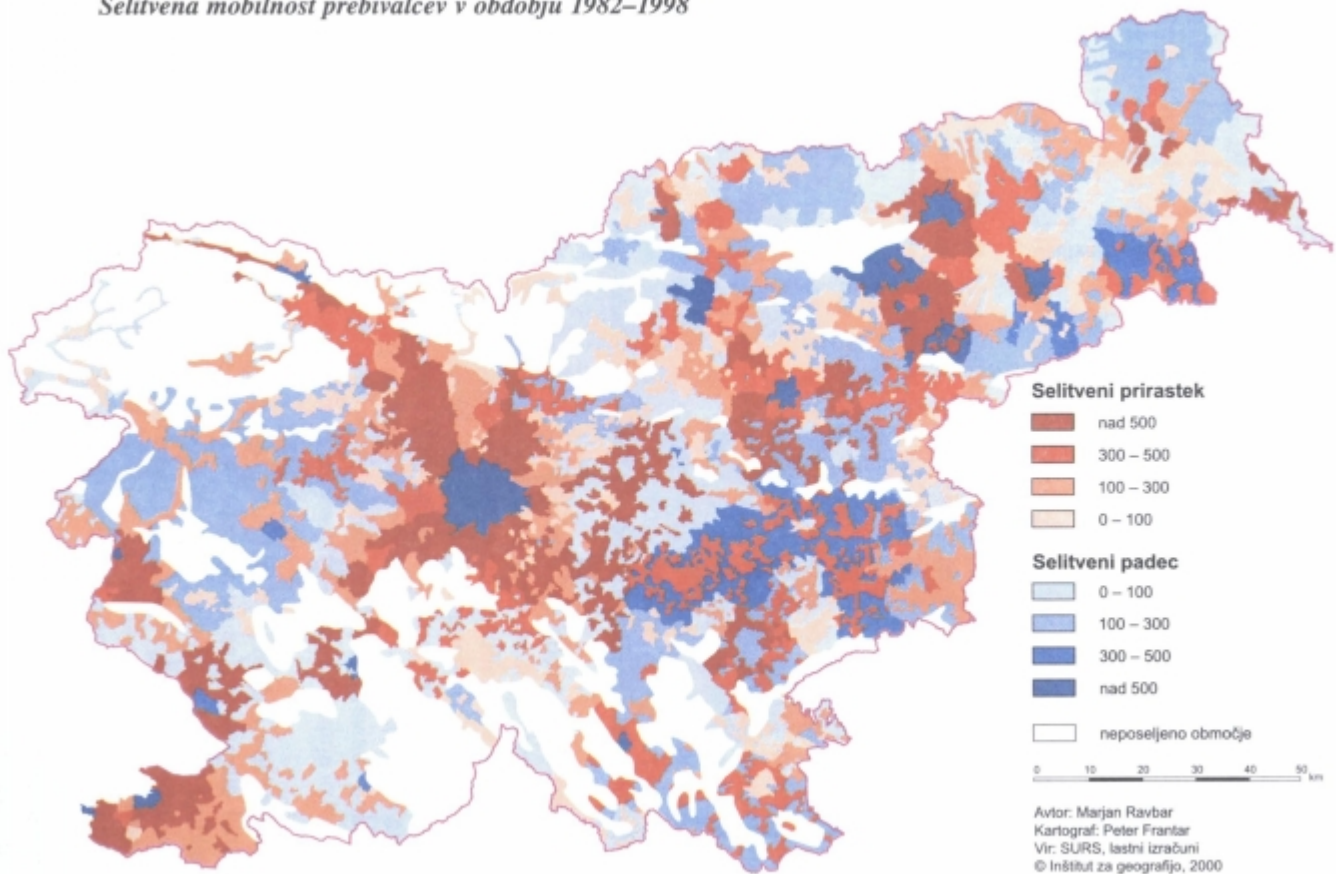 Selitvena mobilnost prebivalcev v obdobju 1982–1998
Selitveni prirastek
nad 500
300 – 500
100 – 300
0 – 100
Selitveni padec
0 – 100
100 – 300
300 – 500
nad 500
neposeljeno območje
0 10 20 30 40 50 km
Avtor: Marjan Ravbar
Kartograf: Peter Frantar
Vir: SURS, lastni izračuni
© Inštitut za geografijo, 2000